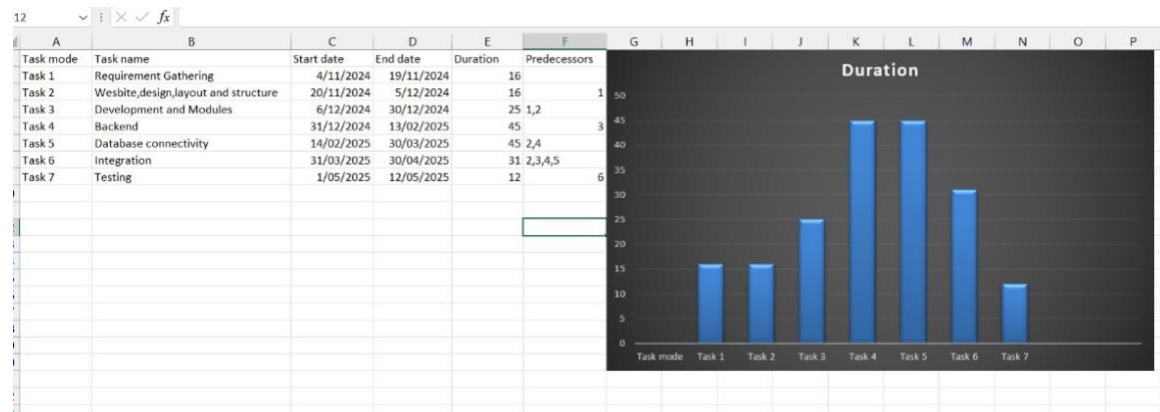 12 fx
A B C D E F G H I J K L M N O P
Task mode Task name Start date End date Duration Predecessors
Task 1 Requirement Gathering 4/11/2024 19/11/2024 16
Task 2 Wesbite,design,layout and structure 20/11/2024 5/12/2024 16 1
Task 3 Development and Modules 6/12/2024 30/12/2024 25 1,2
Task 4 Backend 31/12/2024 13/02/2025 45 3
Task 5 Database connectivity 14/02/2025 30/03/2025 45 2,4
Task 6 Integration 31/03/2025 30/04/2025 31 2,3,4,5
Task 7 Testing 1/05/2025 12/05/2025 12 6
Duration
50
45
40
35
30
25
20
15
10
5
0
Task mode Task 1 Task 2 Task 3 Task 4 Task 5 Task 6 Task 7